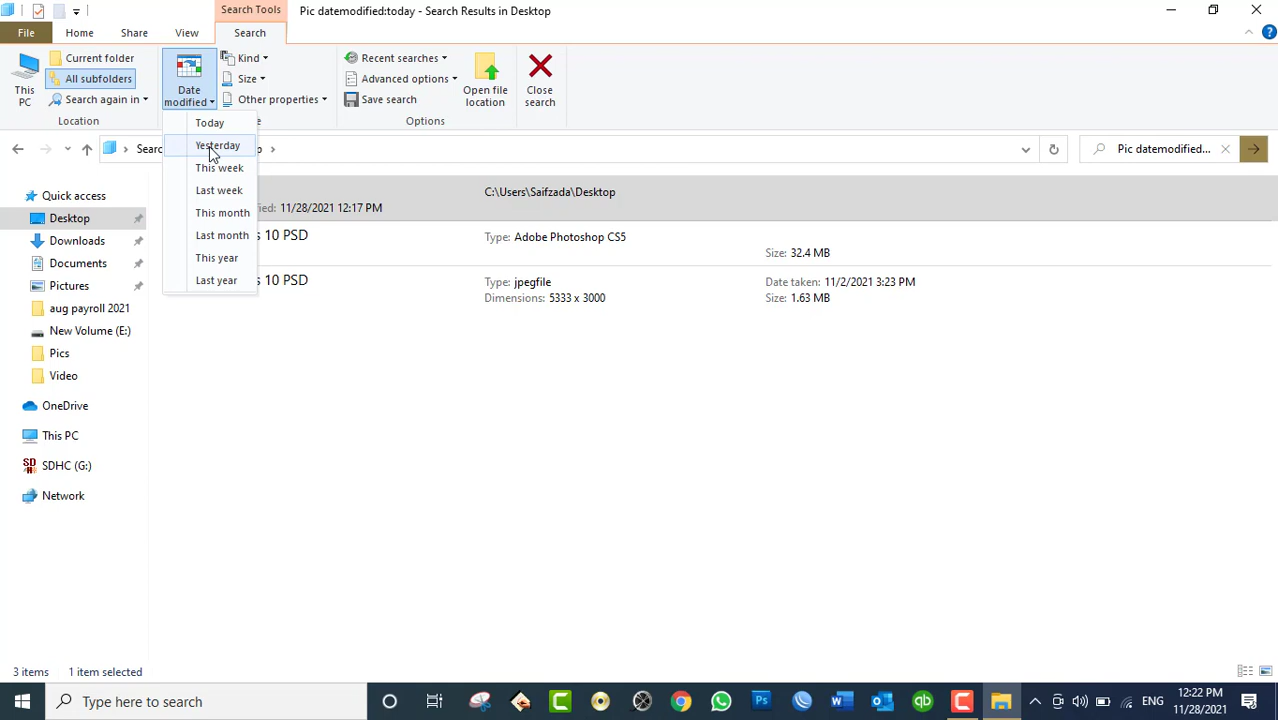 Search Tools
Pic datemodified:today - Search Results in Desktop
File
Home
Share
View
Search
This PC
Current folder
All subfolders
Search again in
Location
Date modified
Kind
Size
Other properties
Recent searches
Advanced options
Save search
Open file location
Close search
Options
Today
Yesterday
This week
Last week
This month
Last month
This year
Last year
Pic datemodified...
Quick access
Desktop
Downloads
Documents
Pictures
aug payroll 2021
New Volume (E:)
Pics
Video
OneDrive
This PC
SDHC (G:)
Network
C:\Users\Saifzada\Desktop
11/28/2021 12:17 PM
10 PSD
Type: Adobe Photoshop CS5
Size: 32.4 MB
10 PSD
Type: jpegfile
Date taken: 11/2/2021 3:23 PM
Dimensions: 5333 x 3000
Size: 1.63 MB
3 items
1 item selected
Type here to search
ENG
12:22 PM
11/28/2021